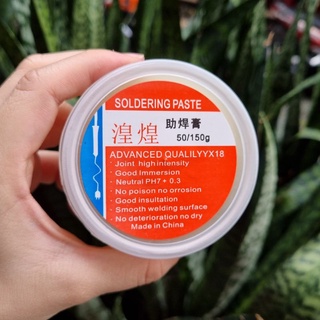 SOLDERING PASTE
湟煌 助焊膏
50/150g
ADVANCED QUALILYYX18
· Joint high intensity
· Good Immersion
· Neutral PH7 + 0.3
· No poison no orrosion
· Good insultation
· Smooth welding surface
· No deterioration no dry
Made in China